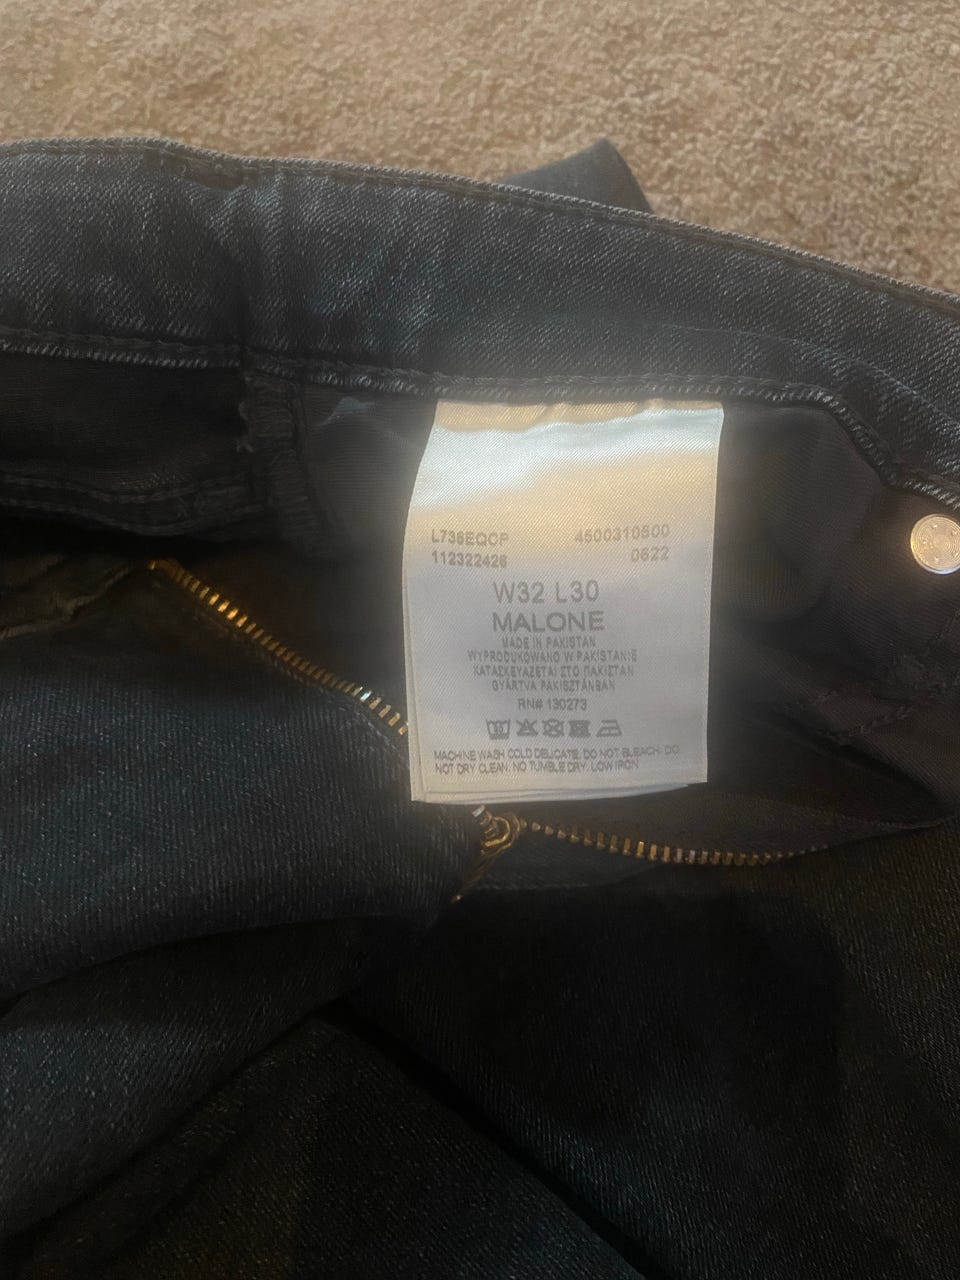 L736EQCP 4500310600
112322426 0622
W32 L30
MALONE
MADE IN PAKISTAN
WYPRODUKOWANO W PAKISTANIE
ΚΑΤΑΣΚΕΥΑΖΕΤΑΙ ΣΤΟ ΠΑΚΙΣΤΑΝ
GYÁRTVA PAKISZTÁNBAN
RN# 130273
MACHINE WASH COLD DELICATE. DO NOT BLEACH. DO
NOT DRY CLEAN. NO TUMBLE DRY. LOW IRON